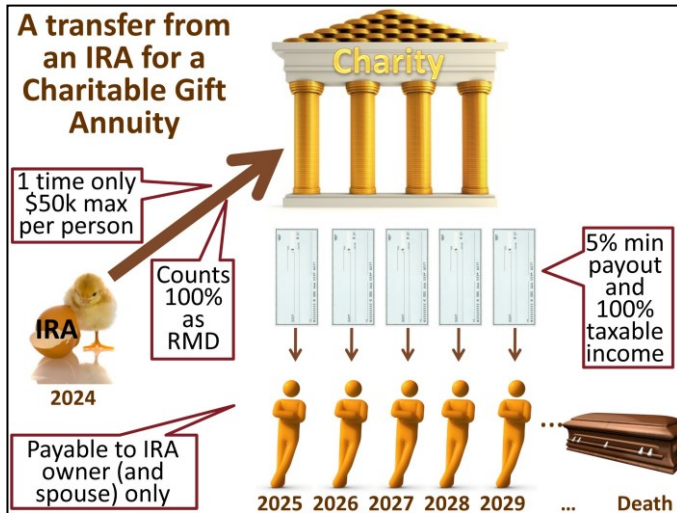 A transfer from
an IRA for a
Charitable Gift
Annuity
Charity
1 time only
$50k max
per person
Counts
100%
as
RMD
5% min
payout
and
100%
taxable
income
IRA
2024
Payable to IRA
owner (and
spouse) only
2025 2026 2027 2028 2029 ... Death
....